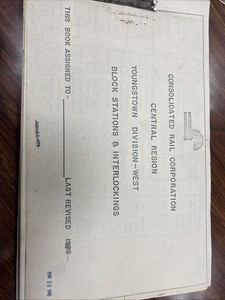 CONSOLIDATED RAIL CORPORATION
CENTRAL REGION
YOUNGSTOWN DIVISION-WEST
BLOCK STATIONS & INTERLOCKINGS
THIS BOOK ASSIGNED TO- LAST REVISED